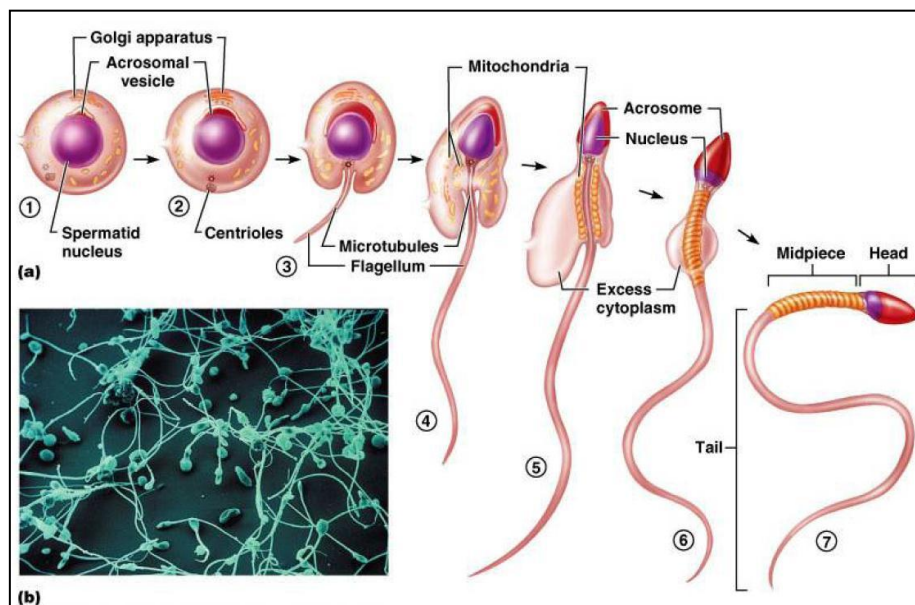 Golgi apparatus
Acrosomal
vesicle
Mitochondria
Acrosome
Nucleus
①
②
Spermatid
nucleus
Centrioles
③
Microtubules
Flagellum
Excess
cytoplasm
Midpiece
Head
(a)
④
⑤
⑥
Tail
⑦
(b)